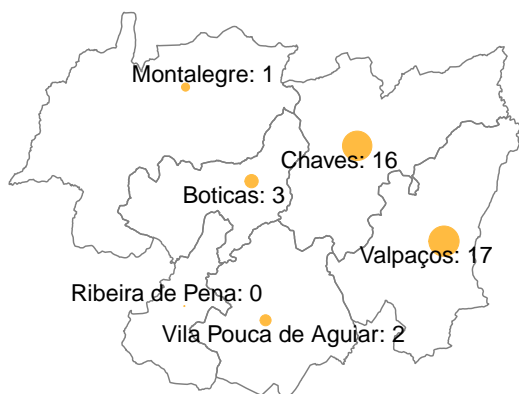 Montalegre: 1
Chaves: 16
Boticas: 3
Valpaços: 17
Ribeira de Pena: 0
Vila Pouca de Aguiar: 2